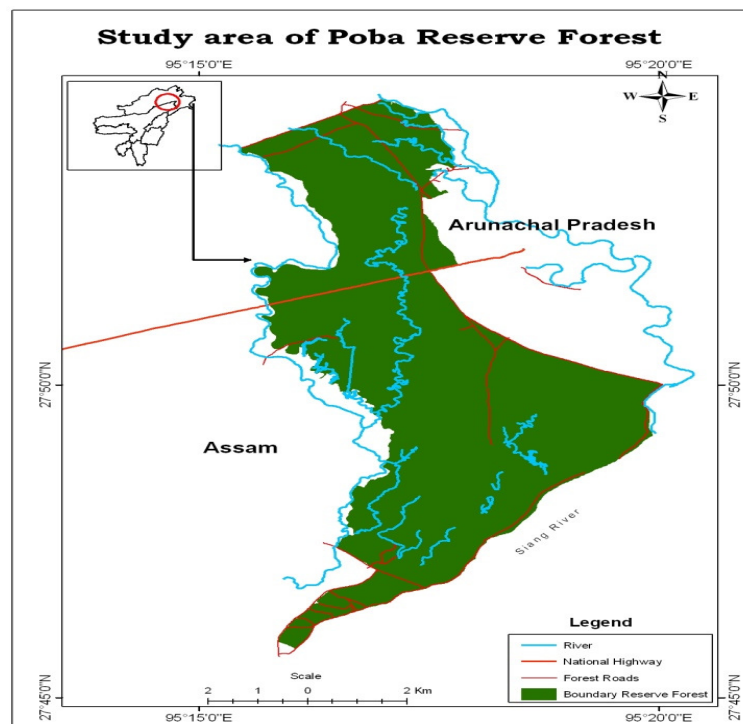 Study area of Poba Reserve Forest
95°15'0"E
95°20'0"E
N
W E
S
Arunachal Pradesh
27°50'0"N
27°50'0"N
Assam
Siang River
Legend
River
National Highway
Forest Roads
Boundary Reserve Forest
Scale
2 1 0 2 Km
27°45'0"N
27°45'0"N
95°15'0"E
95°20'0"E